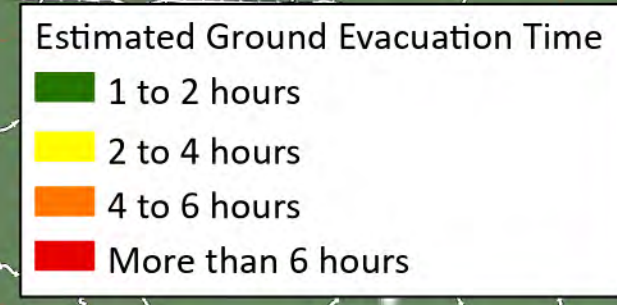 Estimated Ground Evacuation Time
1 to 2 hours
2 to 4 hours
4 to 6 hours
More than 6 hours